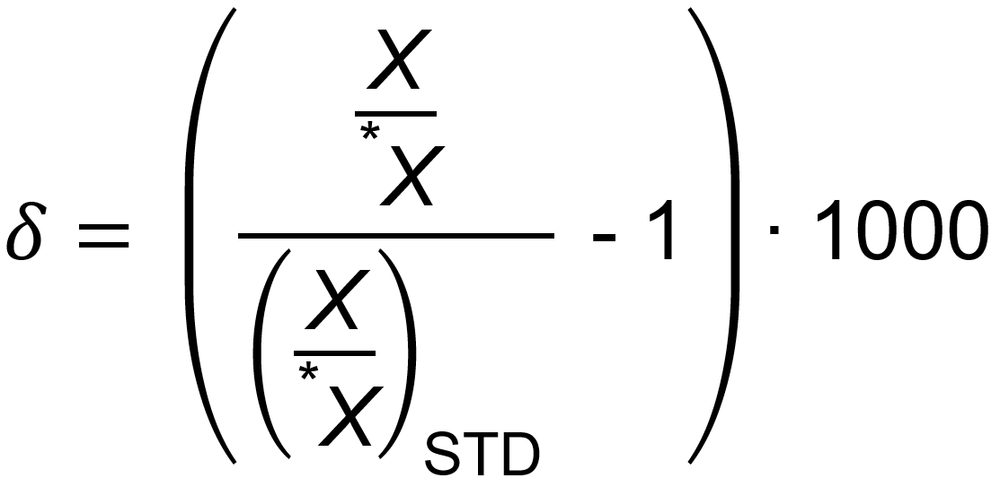 δ = ( X / *X / ( X / *X ) STD - 1 ) · 1000